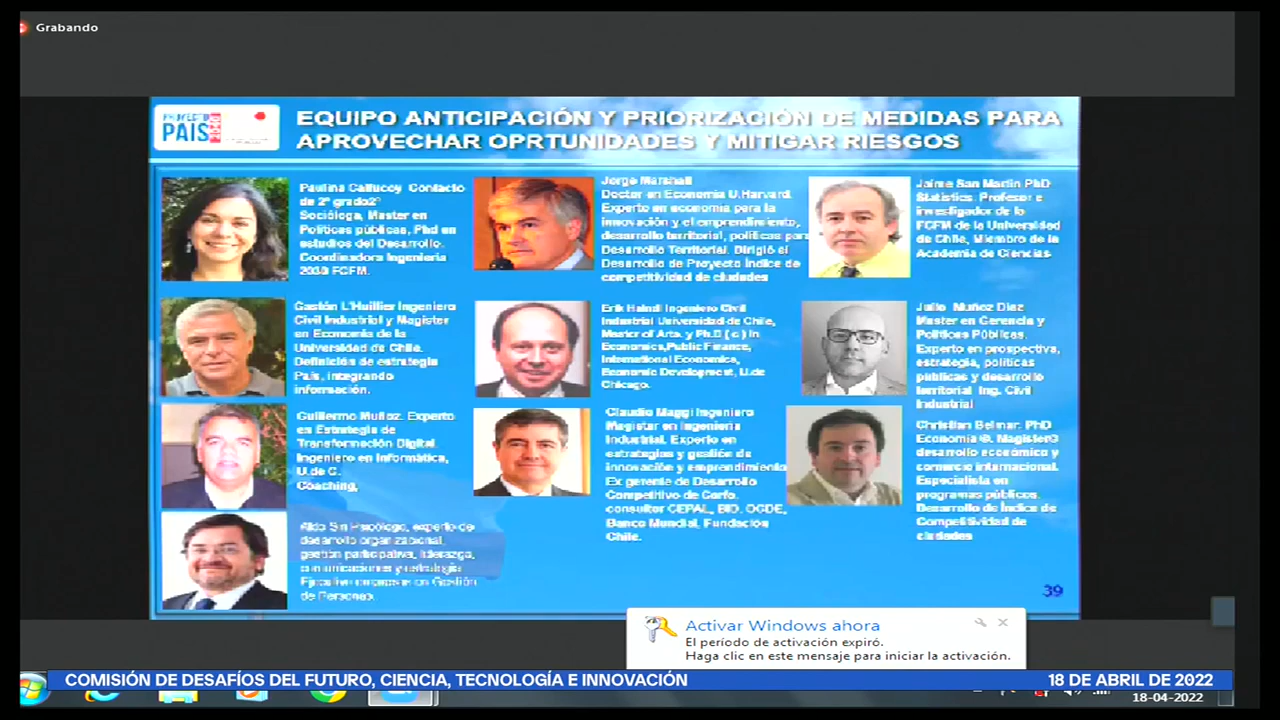 Grabando
PROYECTO
PAÍS
EQUIPO ANTICIPACIÓN Y PRIORIZACIÓN DE MEDIDAS PARA
APROVECHAR OPRTUNIDADES Y MITIGAR RIESGOS
Paulina Contacto
de 2º grado2º
Socióloga, Master en
Políticas públicas, Phd en
estudios del Desarrollo.
Coordinadora Ingeniería
2030 FCFM.
Jorge Marshall
Doctor en Economía U.Harvard.
Experto en economía para la
innovación y el emprendimiento,
desarrollo territorial, políticas para
Desarrollo Territorial. Dirigió el
Desarrollo de Proyecto Índice de
competitividad de ciudades
Jaime San Martín PhD
Statistics. Profesor e
investigador de la
FCFM de la Universidad
de Chile, Miembro de la
Academia de Ciencias
Gastón L'Huillier Ingeniero
Civil Industrial y Magister
en Economía de la
Universidad de Chile.
Definición de estrategia
País, integrando
información.
Erik Haindl Ingeniero Civil
Industrial Universidad de Chile,
Master of Arts. y Ph.D ( c ) in
Economics,Public Finance,
International Economics,
Economic Development, U.de
Chicago.
Julio Muñoz Díez
Master en Gerencia y
Políticas Públicas.
Experto en prospectiva,
estrategia, políticas
públicas y desarrollo
territorial Ing. Civil
Industrial
Guillermo Muñoz. Experto
en Estrategia de
Transformación Digital.
Ingeniero en Informática,
U.de C.
Coaching,
Claudio Maggi Ingeniero
Magister en Ingeniería
Industrial. Experto en
estrategias y gestión de
innovación y emprendimiento
Ex gerente de Desarrollo
Competitivo de Corfo.
consultor CEPAL, BID, OCDE,
Banco Mundial, Fundación
Chile.
Christian Belmar. PhD
Economía ©. Magister©
desarrollo económico y
comercio internacional.
Especialista en
programas públicos.
Desarrollo de Índice de
Competitividad de
ciudades
Aldo Psicólogo, experto de
desarrollo organizacional,
gestión participativa, liderazgo,
comunicaciones y estrategia
Ejecutivo empresas en Gestión
de Personas.
39
Activar Windows ahora
El período de activación expiró.
Haga clic en este mensaje para iniciar la activación.
COMISIÓN DE DESAFÍOS DEL FUTURO, CIENCIA, TECNOLOGÍA E INNOVACIÓN
18 DE ABRIL DE 2022
18-04-2022